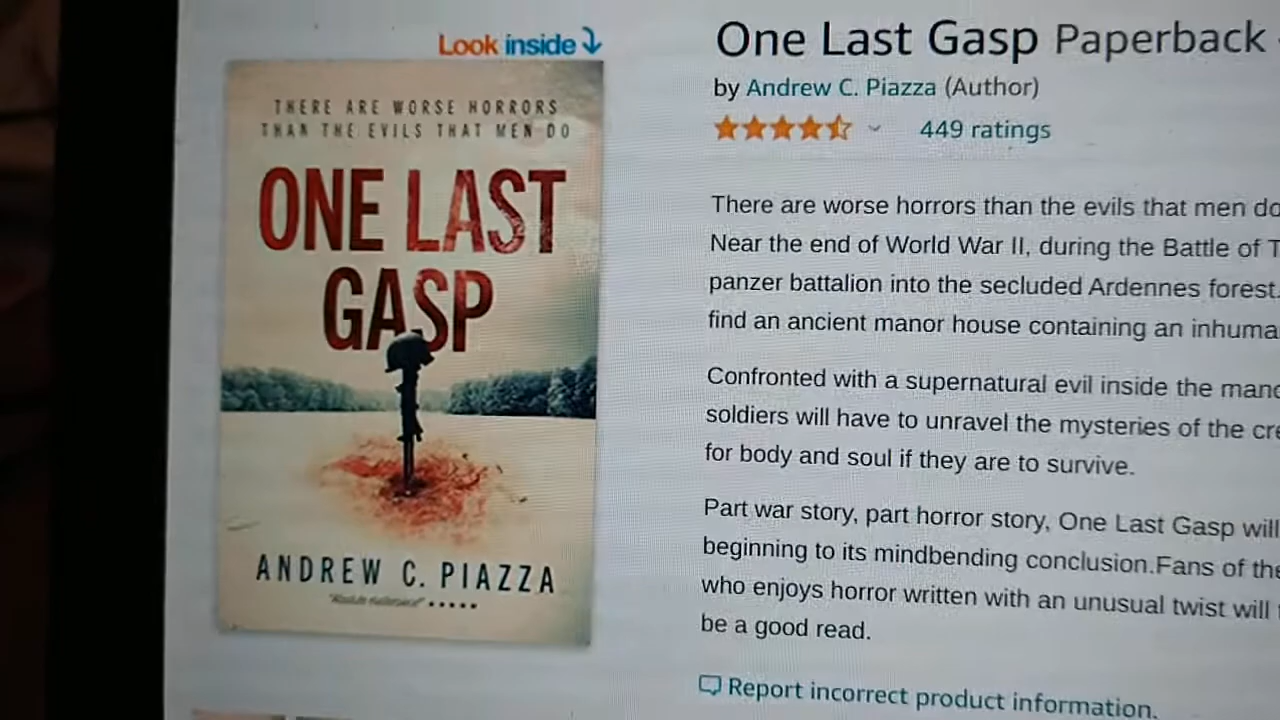 Look inside
THERE ARE WORSE HORRORS
THAN THE EVILS THAT MEN DO
ONE LAST
GASP
ANDREW C. PIAZZA
One Last Gasp Paperback
by Andrew C. Piazza (Author)
449 ratings
There are worse horrors than the evils that men do
Near the end of World War II, during the Battle of T
panzer battalion into the secluded Ardennes forest.
find an ancient manor house containing an inhuma
Confronted with a supernatural evil inside the mano
soldiers will have to unravel the mysteries of the cre
for body and soul if they are to survive.
Part war story, part horror story, One Last Gasp will
beginning to its mindbending conclusion.Fans of the
who enjoys horror written with an unusual twist will
be a good read.
Report incorrect product information.